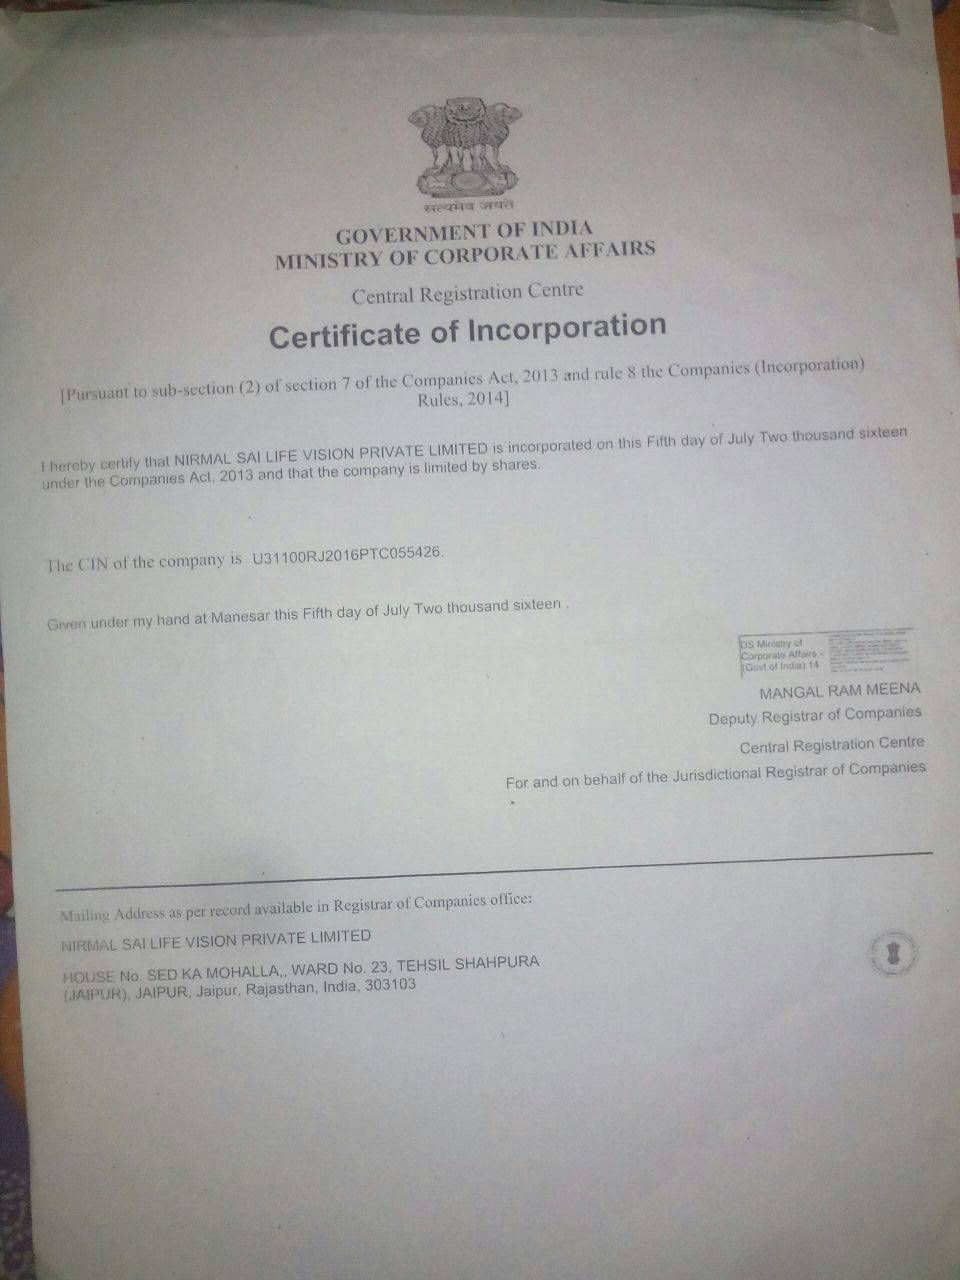 सत्यमेव जयते
GOVERNMENT OF INDIA
MINISTRY OF CORPORATE AFFAIRS
Central Registration Centre
Certificate of Incorporation
[Pursuant to sub-section (2) of section 7 of the Companies Act, 2013 and rule 8 the Companies (Incorporation)
Rules, 2014]
I hereby certify that NIRMAL SAI LIFE VISION PRIVATE LIMITED is incorporated on this Fifth day of July Two thousand sixteen
under the Companies Act, 2013 and that the company is limited by shares.
The CIN of the company is U31100RJ2016PTC055426.
Given under my hand at Manesar this Fifth day of July Two thousand sixteen .
DS Ministry of
Corporate Affairs -
(Govt of India) 14
MANGAL RAM MEENA
Deputy Registrar of Companies
Central Registration Centre
For and on behalf of the Jurisdictional Registrar of Companies
Mailing Address as per record available in Registrar of Companies office:
NIRMAL SAI LIFE VISION PRIVATE LIMITED
HOUSE No. SED KA MOHALLA,, WARD No. 23, TEHSIL SHAHPURA
(JAIPUR), JAIPUR, Jaipur, Rajasthan, India, 303103